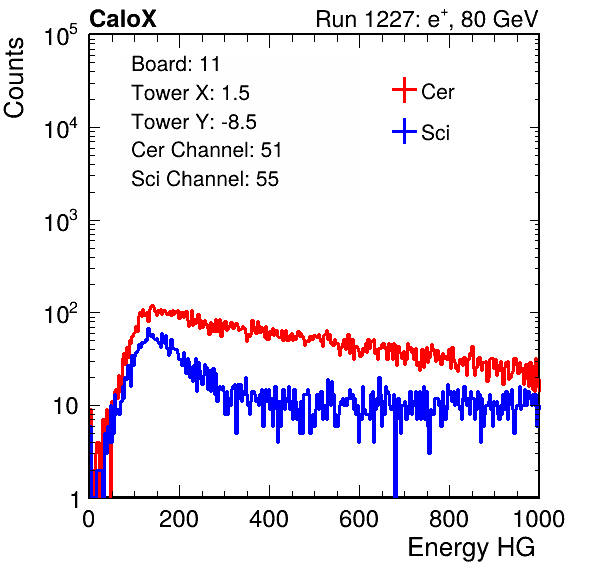 CaloX Run 1227: e⁺, 80 GeV
Board: 11
Tower X: 1.5
Tower Y: -8.5
Cer Channel: 51
Sci Channel: 55
Cer
Sci
Counts
10⁵
10⁴
10³
10²
10
1
0 200 400 600 800 1000
Energy HG